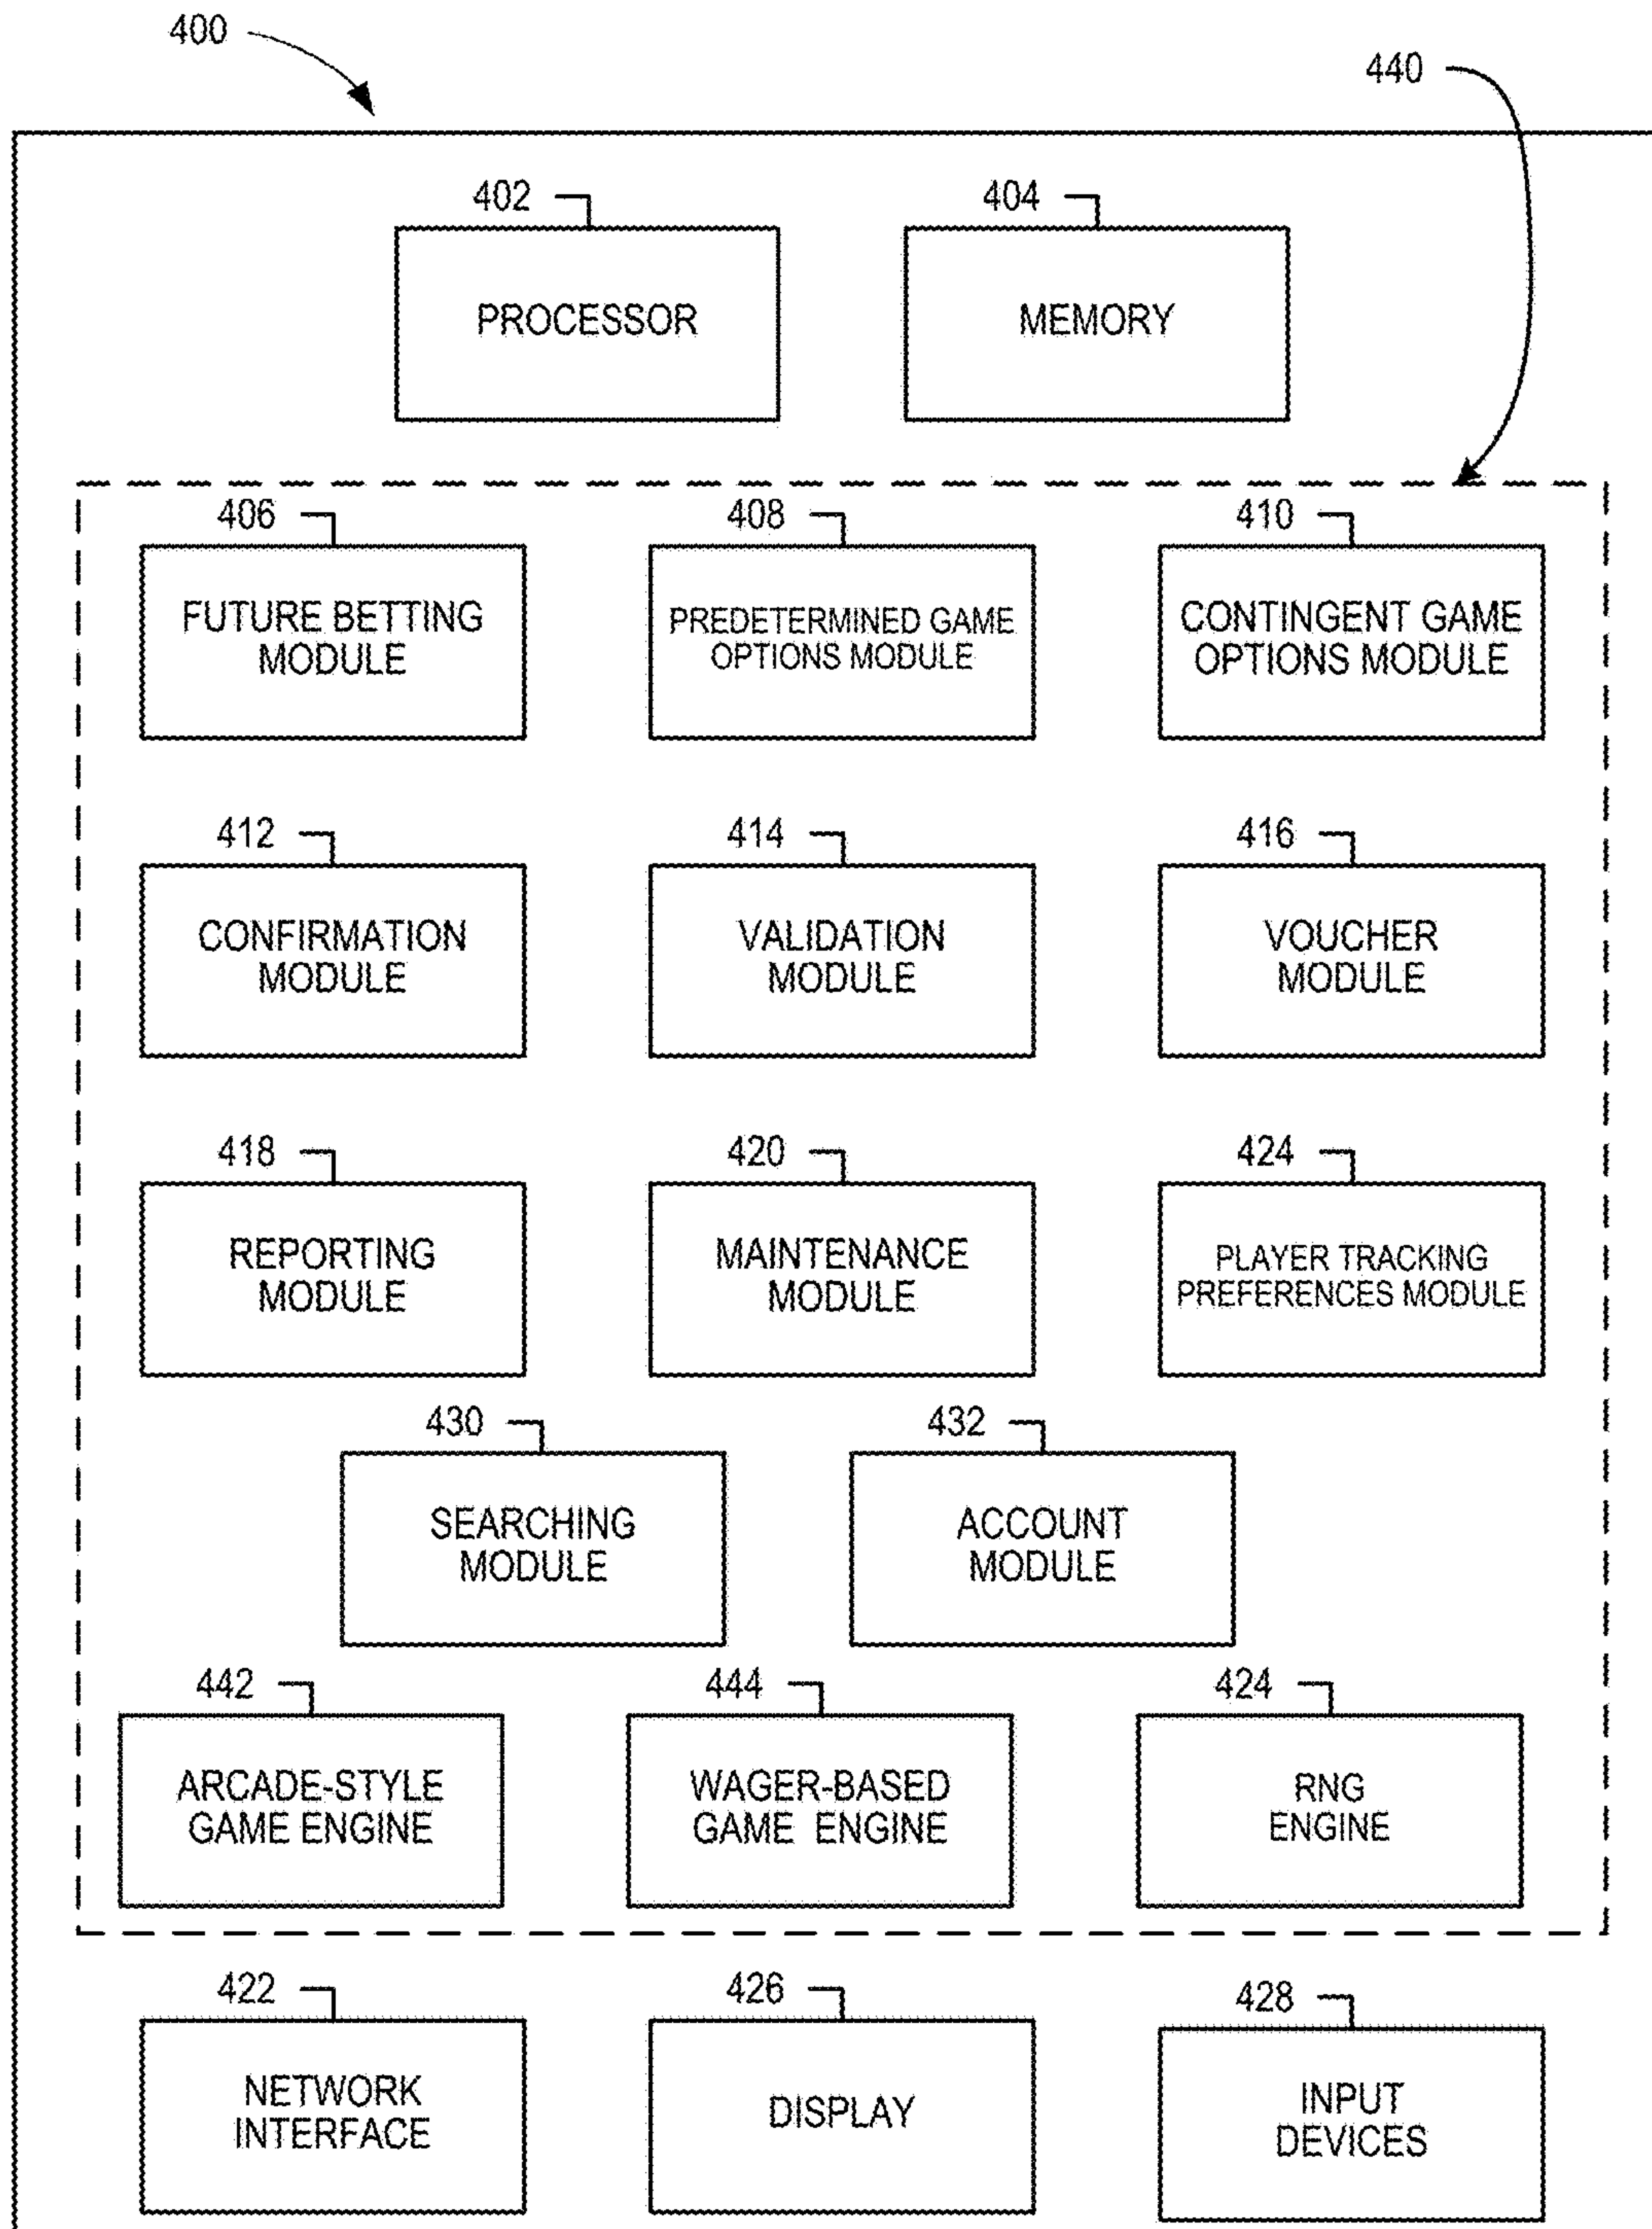 400
440
402
404
PROCESSOR
MEMORY
406
408
410
FUTURE BETTING
MODULE
PREDETERMINED GAME
OPTIONS MODULE
CONTINGENT GAME
OPTIONS MODULE
412
414
416
CONFIRMATION
MODULE
VALIDATION
MODULE
VOUCHER
MODULE
418
420
424
REPORTING
MODULE
MAINTENANCE
MODULE
PLAYER TRACKING
PREFERENCES MODULE
430
432
SEARCHING
MODULE
ACCOUNT
MODULE
442
444
424
ARCADE-STYLE
GAME ENGINE
WAGER-BASED
GAME ENGINE
RNG
ENGINE
422
426
428
NETWORK
INTERFACE
DISPLAY
INPUT
DEVICES